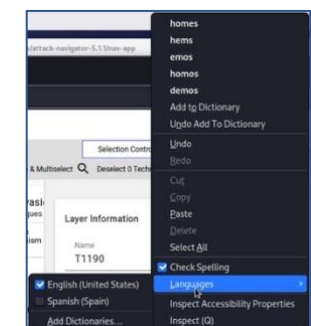 homes
hems
emos
homos
demos
Add to Dictionary
Undo Add To Dictionary
Undo
Redo
Cut
Copy
Paste
Delete
Select All
Check Spelling
Languages
Inspect Accessibility Properties
Inspect (Q)
/attack-navigator-5.1.1/nav-app
Selection Contro
& Multiselect Deselect 0 Techn
Layer Information
Name
T1190
English (United States)
Spanish (Spain)
Add Dictionaries...